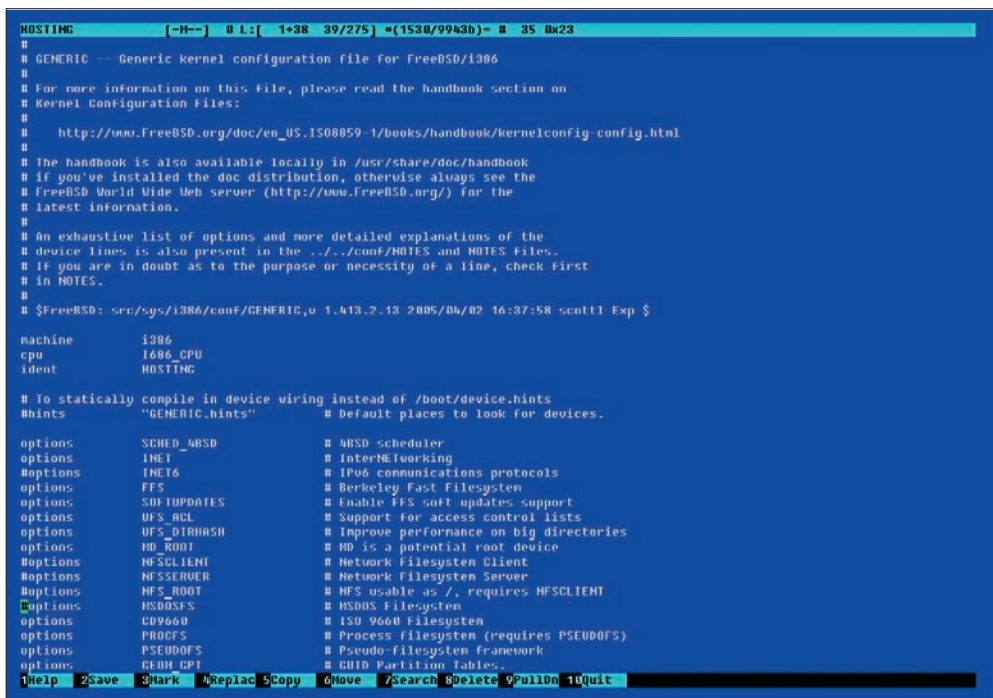 HOSTING [-M--] 0 L:[ 1+38 39/275] *(1530/9943b)= # 35 0x23
#
# GENERIC -- Generic kernel configuration file for FreeBSD/i386
#
# For more information on this file, please read the handbook section on
# Kernel Configuration Files:
#
# http://www.FreeBSD.org/doc/en_US.ISO8859-1/books/handbook/kernelconfig-config.html
#
# The handbook is also available locally in /usr/share/doc/handbook
# if you've installed the doc distribution, otherwise always see the
# FreeBSD World Wide Web server (http://www.FreeBSD.org/) for the
# latest information.
#
# An exhaustive list of options and more detailed explanations of the
# device lines is also present in the ../../conf/NOTES and NOTES files.
# If you are in doubt as to the purpose or necessity of a line, check first
# in NOTES.
#
# $FreeBSD: src/sys/i386/conf/GENERIC,v 1.413.2.13 2005/04/02 16:37:58 scottl Exp $
machine i386
cpu I686_CPU
ident HOSTING
# To statically compile in device wiring instead of /boot/device.hints
#hints "GENERIC.hints" # Default places to look for devices.
options SCHED_4BSD # 4BSD scheduler
options INET # InterNETworking
#options INET6 # IPv6 communications protocols
options FFS # Berkeley Fast Filesystem
options SOFTUPDATES # Enable FFS soft updates support
options UFS_ACL # Support for access control lists
options UFS_DIRHASH # Improve performance on big directories
options MD_ROOT # MD is a potential root device
#options NFSCLIENT # Network Filesystem Client
#options NFSSERVER # Network Filesystem Server
#options NFS_ROOT # NFS usable as /, requires NFSCLIENT
#options MSDOSFS # MSDOS Filesystem
options CD9660 # ISO 9660 Filesystem
options PROCFS # Process filesystem (requires PSEUDOFS)
options PSEUDOFS # Pseudo-filesystem framework
options GEOM_GPT # GUID Partition Tables.
1Help 2Save 3Mark 4Replac 5Copy 6Move 7Search 8Delete 9PullDn 10Quit